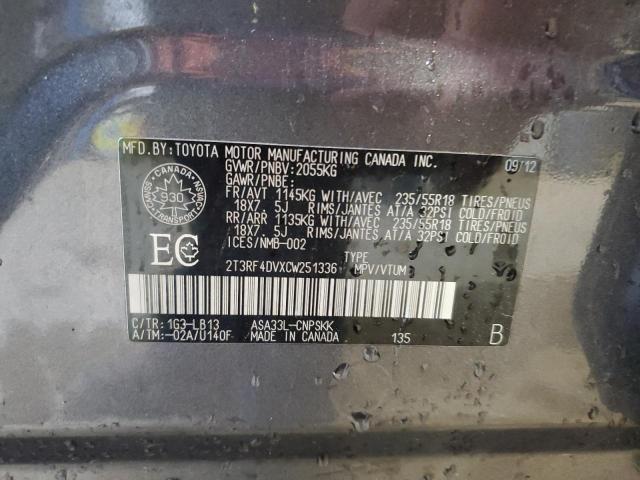 MFD.BY:TOYOTA MOTOR MANUFACTURING CANADA INC. 09/12
GVWR/PNBV:2055KG
GAWR/PNBE:
FR/AVT 1145KG WITH/AVEC 235/55R18 TIRES/PNEUS
18X7.5J RIMS/JANTES AT/A 32PSI COLD/FROID
RR/ARR 1135KG WITH/AVEC 235/55R18 TIRES/PNEUS
18X7.5J RIMS/JANTES AT/A 32PSI COLD/FROID
ICES/NMB-002
CANADA
930
TRANSPORT
EC
TYPE
2T3RF4DVXCW251336 MPV/VTUM
C/TR: 1G3-LB13 ASA33L-CNPSKK
A/TM:-02A/U140F MADE IN CANADA 135 B